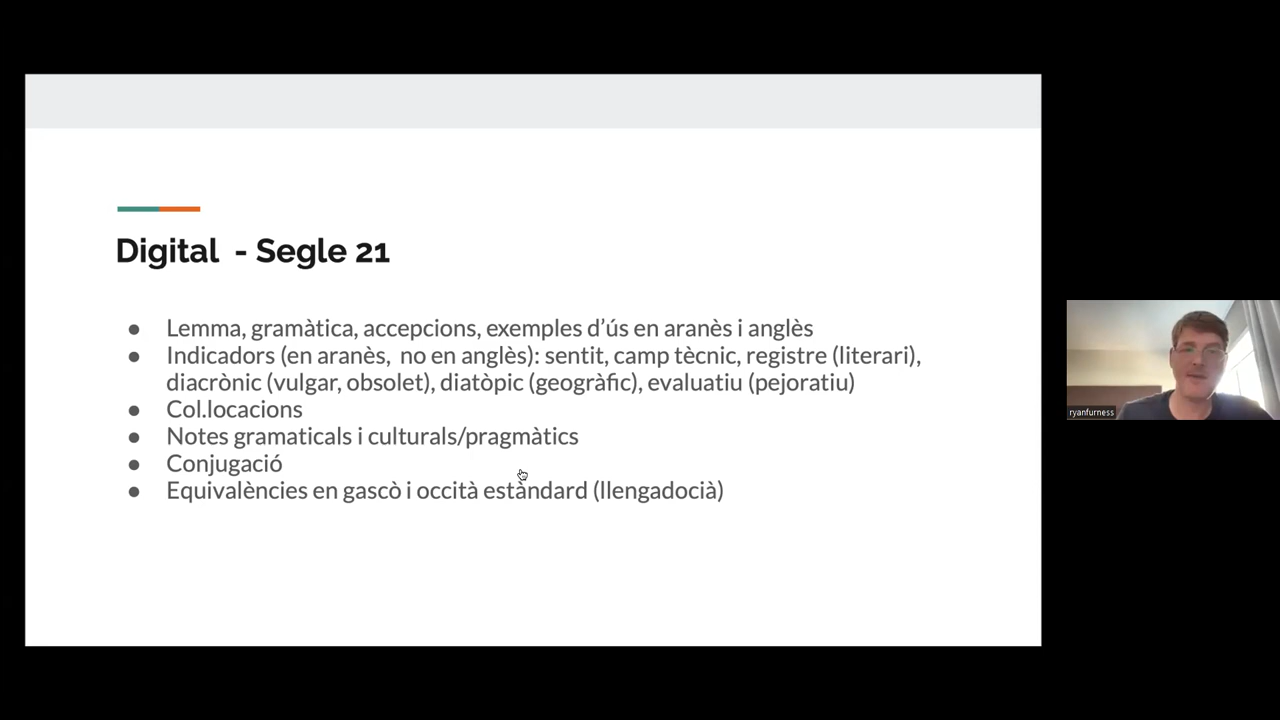 Digital - Segle 21
● Lemma, gramàtica, accepcions, exemples d'ús en aranès i anglès
● Indicadors (en aranès, no en anglès): sentit, camp tècnic, registre (literari),
diacrònic (vulgar, obsolet), diatòpic (geogràfic), evaluatiu (pejoratiu)
● Col.locacions
● Notes gramaticals i culturals/pragmàtics
● Conjugació
● Equivalències en gascò i occità estàndard (llengadocià)
ryanfurness